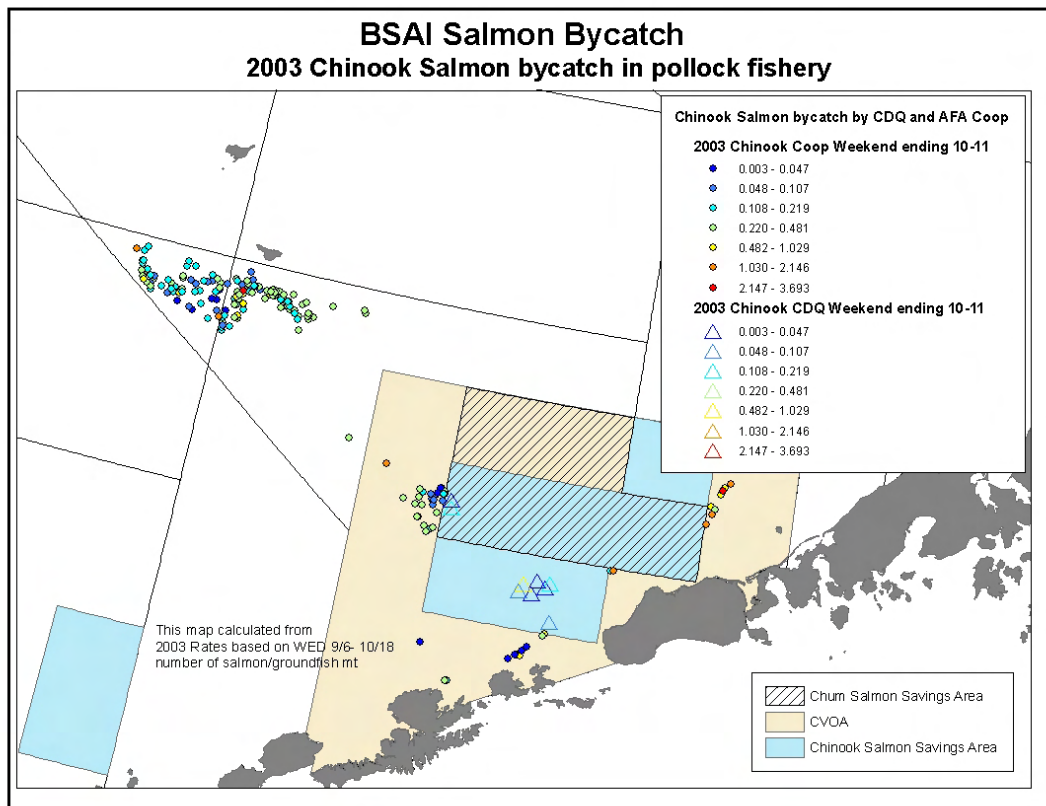 BSAI Salmon Bycatch
2003 Chinook Salmon bycatch in pollock fishery
Chinook Salmon bycatch by CDQ and AFA Coop
2003 Chinook Coop Weekend ending 10-11
0.003 - 0.047
0.048 - 0.107
0.108 - 0.219
0.220 - 0.481
0.482 - 1.029
1.030 - 2.146
2.147 - 3.693
2003 Chinook CDQ Weekend ending 10-11
0.003 - 0.047
0.048 - 0.107
0.108 - 0.219
0.220 - 0.481
0.482 - 1.029
1.030 - 2.146
2.147 - 3.693
This map calculated from
2003 Rates based on WED 9/6- 10/18
number of salmon/groundfish mt
Chum Salmon Savings Area
CVOA
Chinook Salmon Savings Area